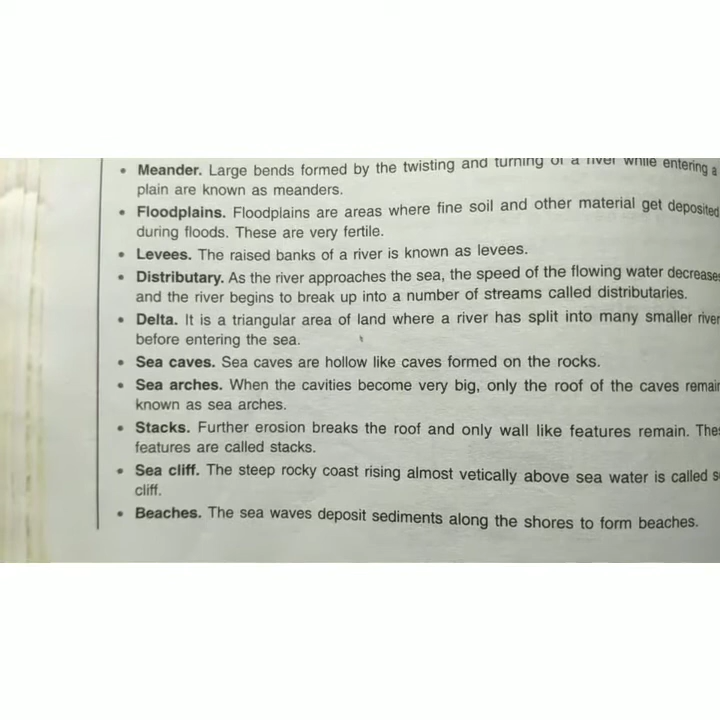 • Meander. Large bends formed by the twisting and turning of a river while entering a
plain are known as meanders.
• Floodplains. Floodplains are areas where fine soil and other material get deposited
during floods. These are very fertile.
• Levees. The raised banks of a river is known as levees.
• Distributary. As the river approaches the sea, the speed of the flowing water decreases
and the river begins to break up into a number of streams called distributaries.
• Delta. It is a triangular area of land where a river has split into many smaller river
before entering the sea.
• Sea caves. Sea caves are hollow like caves formed on the rocks.
• Sea arches. When the cavities become very big, only the roof of the caves remain
known as sea arches.
• Stacks. Further erosion breaks the roof and only wall like features remain. The
features are called stacks.
• Sea cliff. The steep rocky coast rising almost vetically above sea water is called
cliff.
• Beaches. The sea waves deposit sediments along the shores to form beaches.